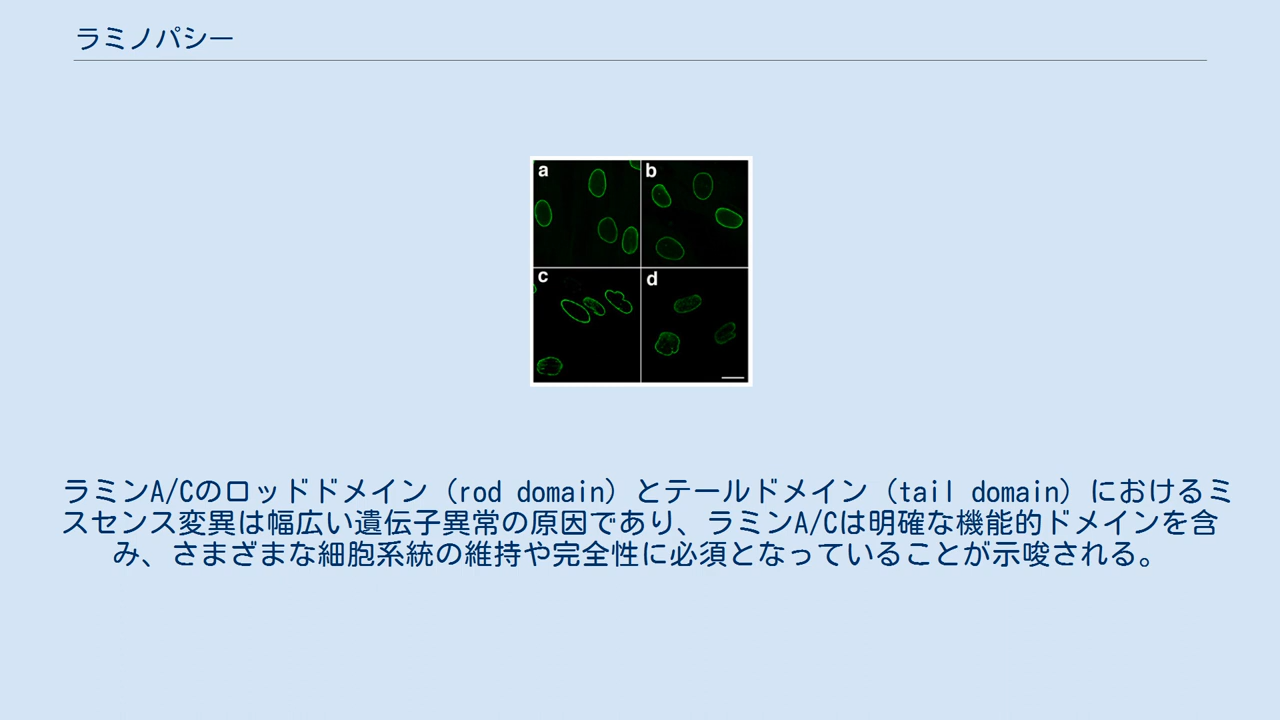 ラミノパシー
a
b
c
d
ラミンA/Cのロッドドメイン（rod domain）とテールドメイン（tail domain）におけるミ
スセンス変異は幅広い遺伝子異常の原因であり、ラミンA/Cは明確な機能的ドメインを含
み、さまざまな細胞系統の維持や完全性に必須となっていることが示唆される。